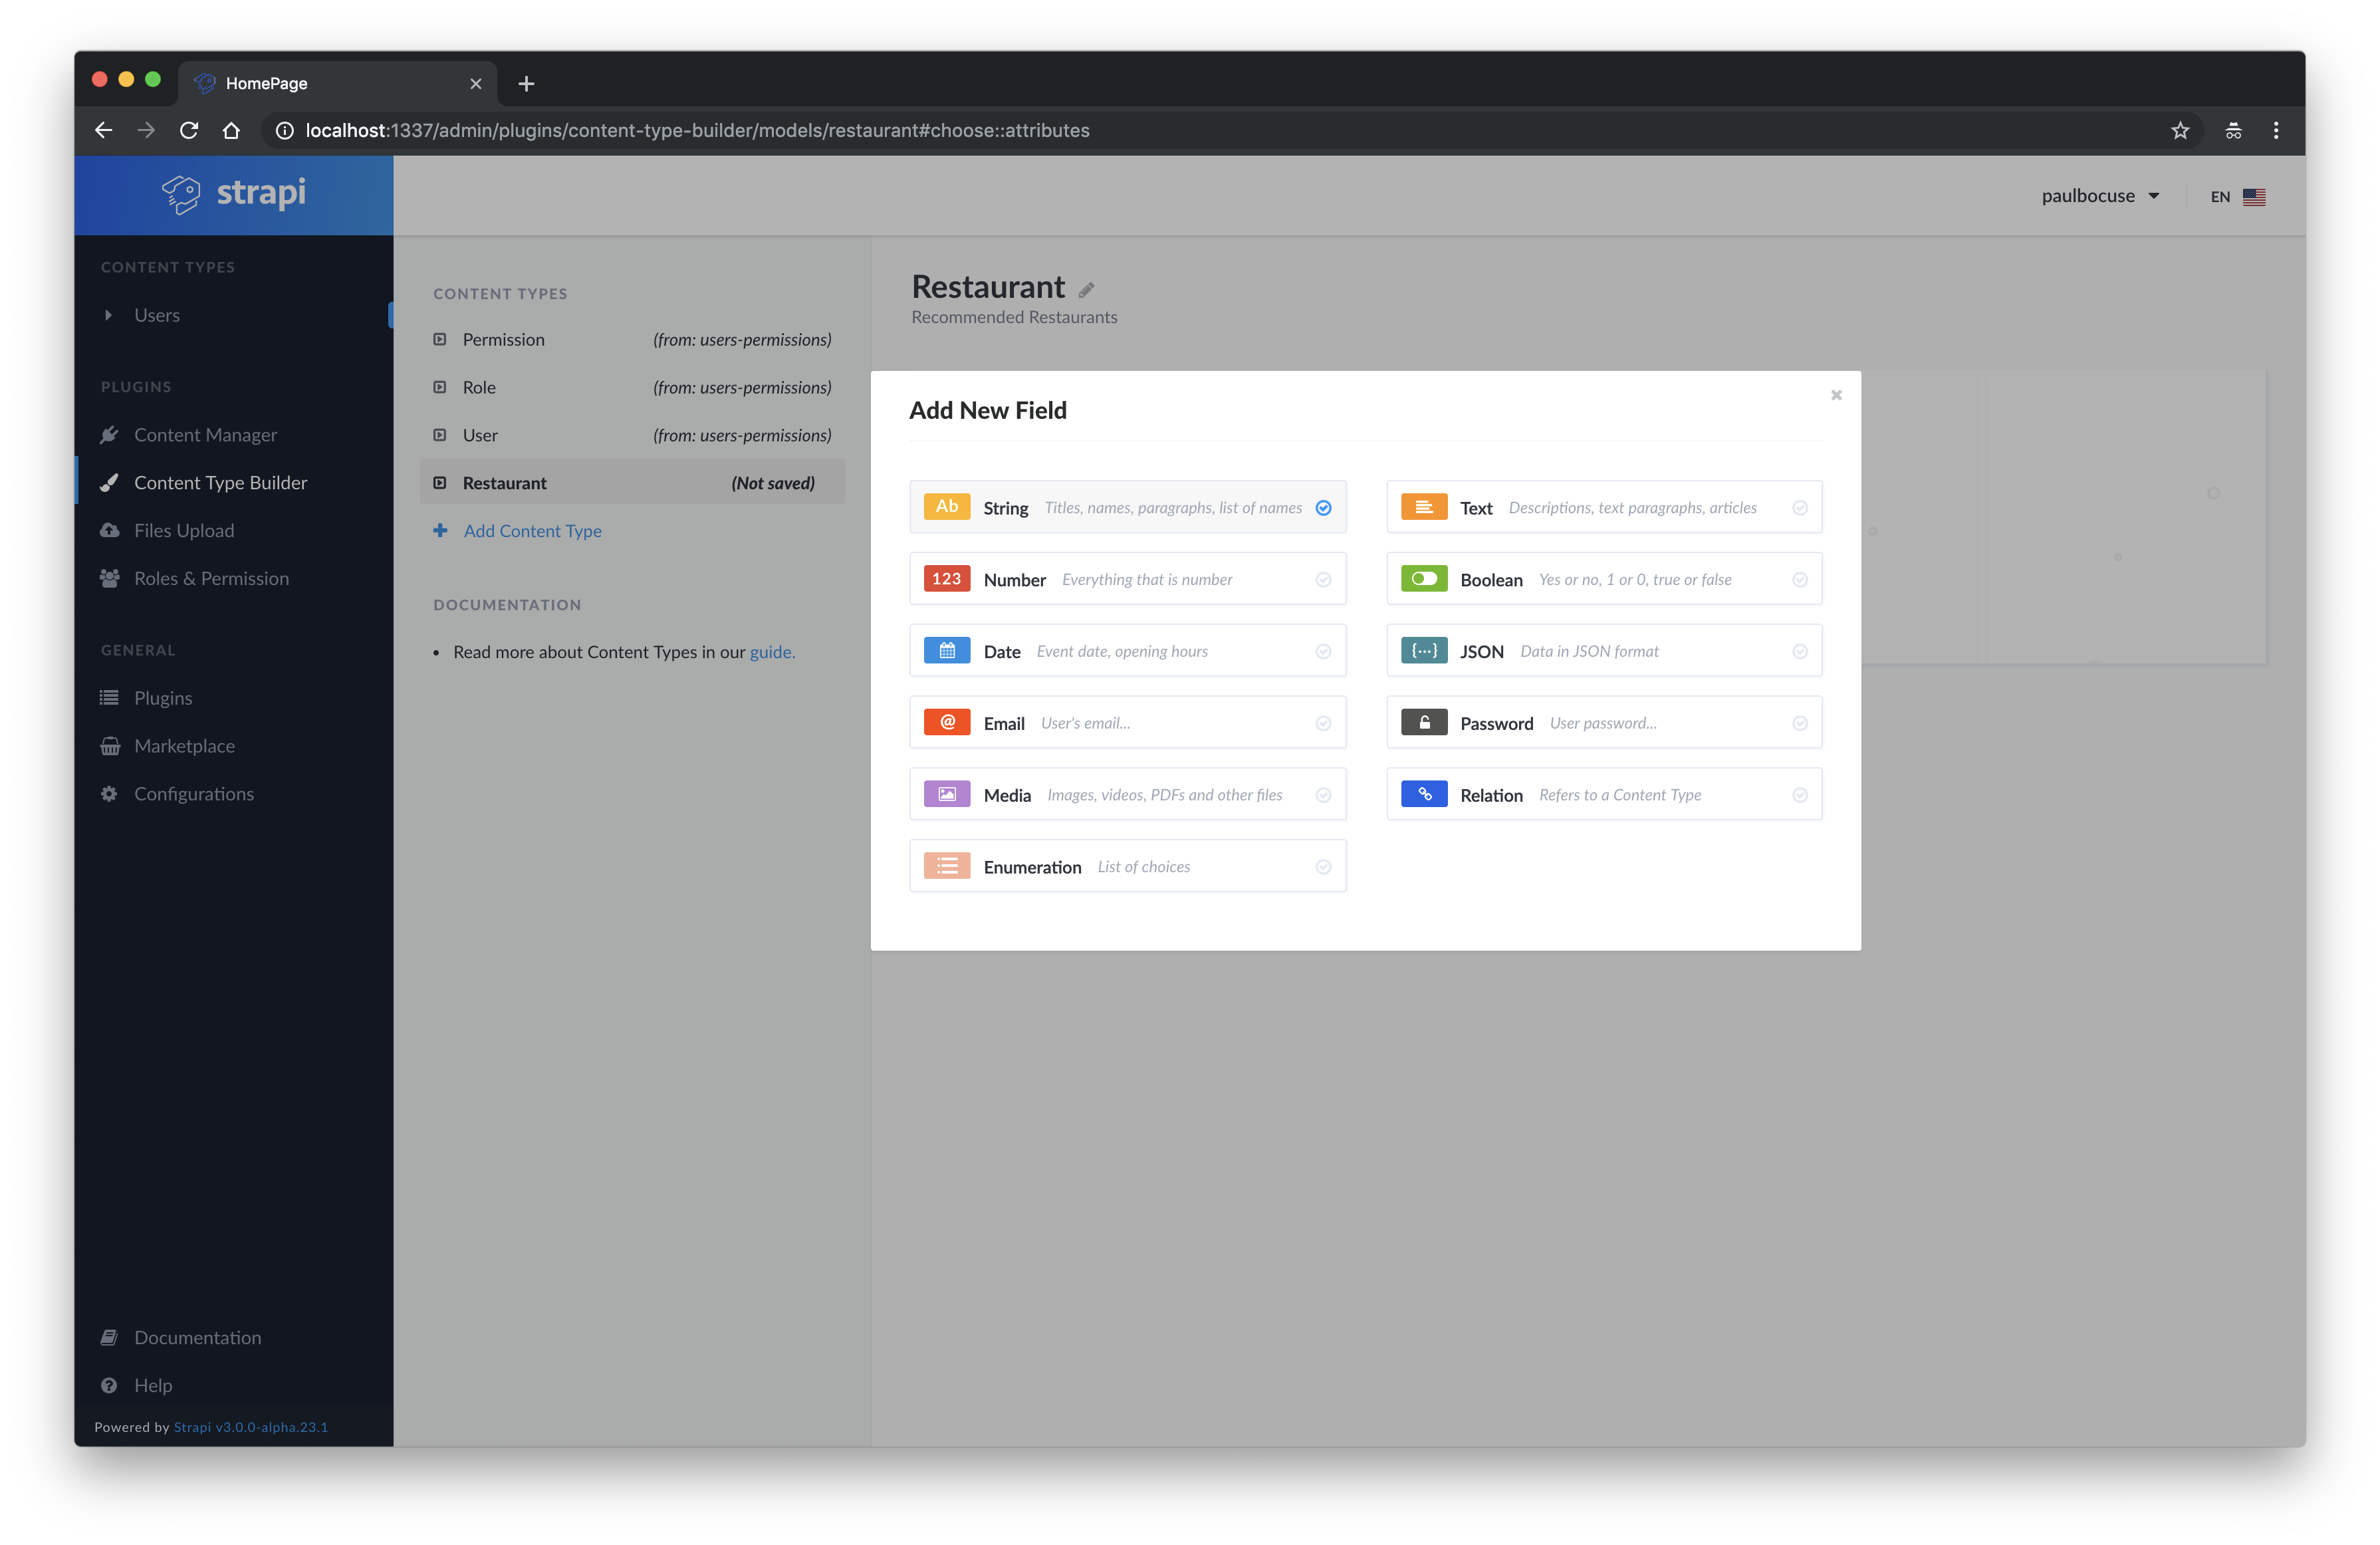 HomePage
localhost:1337/admin/plugins/content-type-builder/models/restaurant#choose::attributes
strapi
paulbocuse
EN
CONTENT TYPES
Users
PLUGINS
Content Manager
Content Type Builder
Files Upload
Roles & Permission
GENERAL
Plugins
Marketplace
Configurations
Documentation
Help
Powered by Strapi v3.0.0-alpha.23.1
CONTENT TYPES
Permission (from: users-permissions)
Role (from: users-permissions)
User (from: users-permissions)
Restaurant (Not saved)
Add Content Type
DOCUMENTATION
• Read more about Content Types in our guide.
Restaurant
Recommended Restaurants
Add New Field
Ab String Titles, names, paragraphs, list of names
Text Descriptions, text paragraphs, articles
123 Number Everything that is number
Boolean Yes or no, 1 or 0, true or false
Date Event date, opening hours
{...} JSON Data in JSON format
@ Email User's email...
Password User password...
Media Images, videos, PDFs and other files
Relation Refers to a Content Type
Enumeration List of choices